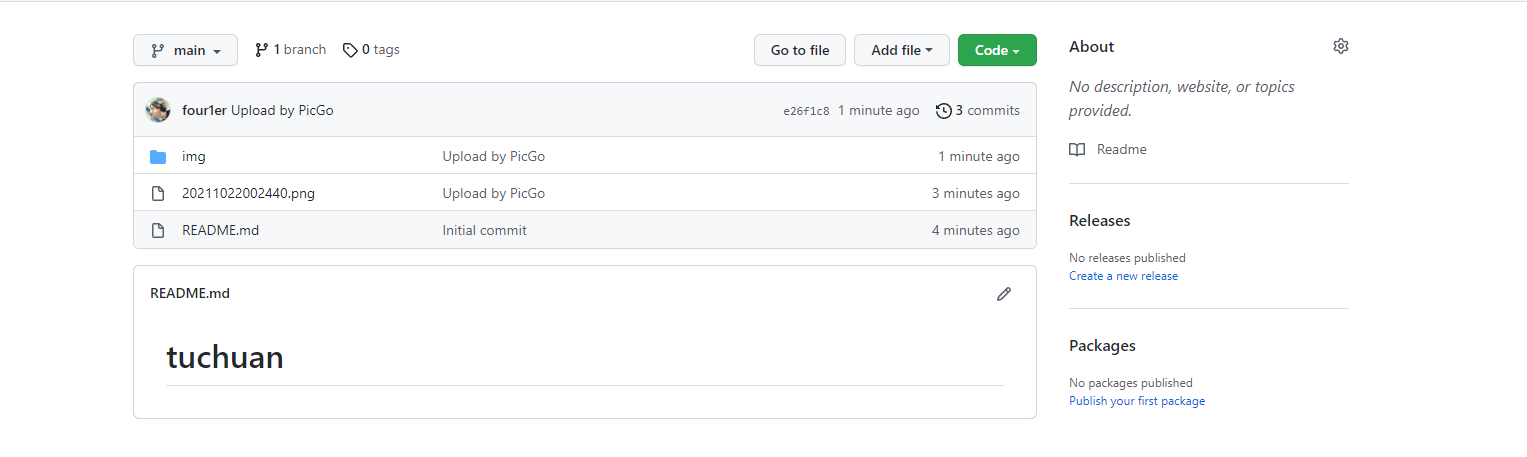 main 1 branch 0 tags Go to file Add file Code
four1er Upload by PicGo e26f1c8 1 minute ago 3 commits
img Upload by PicGo 1 minute ago
20211022002440.png Upload by PicGo 3 minutes ago
README.md Initial commit 4 minutes ago
README.md
tuchuan
About
No description, website, or topics
provided.
Readme
Releases
No releases published
Create a new release
Packages
No packages published
Publish your first package